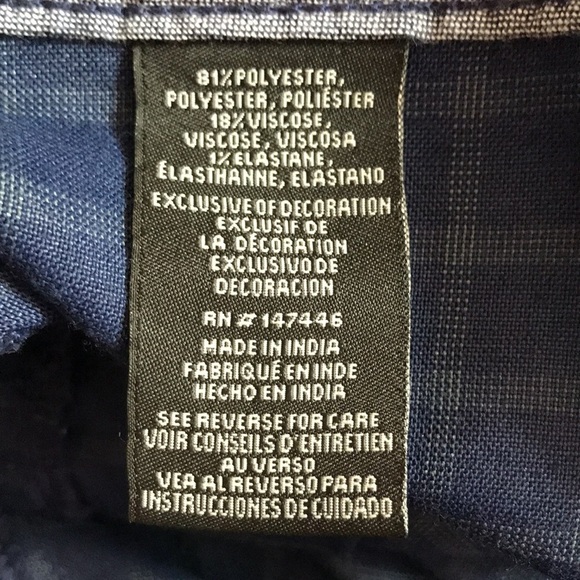 81% POLYESTER,
POLYESTER, POLIÉSTER
18% VISCOSE,
VISCOSE, VISCOSA
1% ELASTANE,
ÉLASTHANNE, ELASTANO
EXCLUSIVE OF DECORATION
EXCLUSIF DE
LA DÉCORATION
EXCLUSIVO DE
DECORACION
RN # 147446
MADE IN INDIA
FABRIQUÉ EN INDE
HECHO EN INDIA
SEE REVERSE FOR CARE
VOIR CONSEILS D'ENTRETIEN
AU VERSO
VEA AL REVERSO PARA
INSTRUCCIONES DE CUIDADO